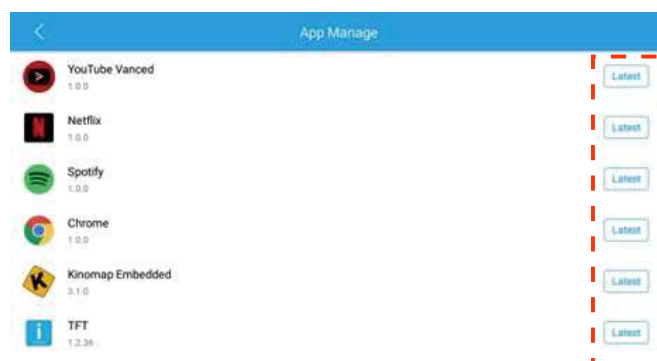 App Manage
YouTube Vanced
1.0.0
Latest
Netflix
1.0.0
Latest
Spotify
1.0.0
Latest
Chrome
1.0.0
Latest
Kinomap Embedded
3.1.0
Latest
TFT
1.2.36
Latest